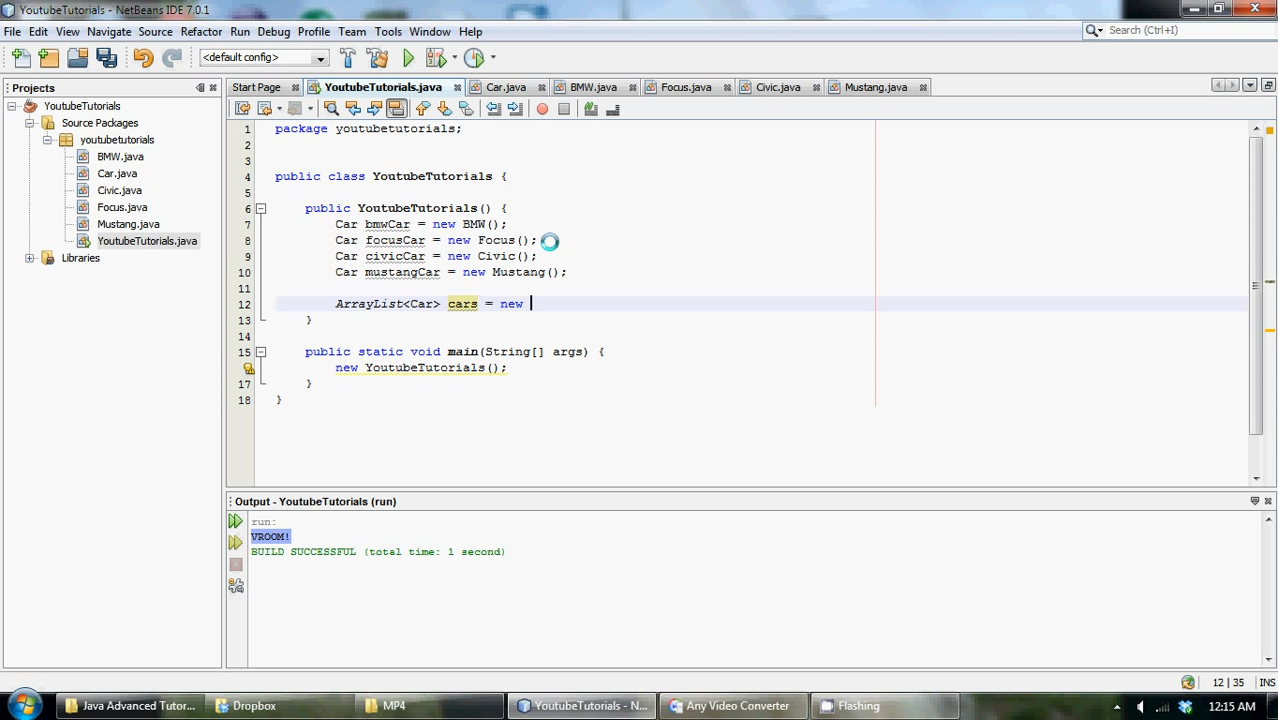 YoutubeTutorials - NetBeans IDE 7.0.1
File Edit View Navigate Source Refactor Run Debug Profile Team Tools Window Help
Search (Ctrl+I)
<default config>
Projects
Start Page YoutubeTutorials.java Car.java BMW.java Focus.java Civic.java Mustang.java
YoutubeTutorials
Source Packages
youtubetutorials
BMW.java
Car.java
Civic.java
Focus.java
Mustang.java
YoutubeTutorials.java
Libraries
1 package youtubetutorials;
2
3
4 public class YoutubeTutorials {
5
6 public YoutubeTutorials() {
7 Car bmwCar = new BMW();
8 Car focusCar = new Focus();
9 Car civicCar = new Civic();
10 Car mustangCar = new Mustang();
11
12 ArrayList<Car> cars = new
13 }
14
15 public static void main(String[] args) {
new YoutubeTutorials();
17 }
18 }
Output - YoutubeTutorials (run)
run:
VROOM!
BUILD SUCCESSFUL (total time: 1 second)
12 | 35 INS
Java Advanced Tutor... Dropbox MP4 YoutubeTutorials - N... Any Video Converter Flashing 12:15 AM